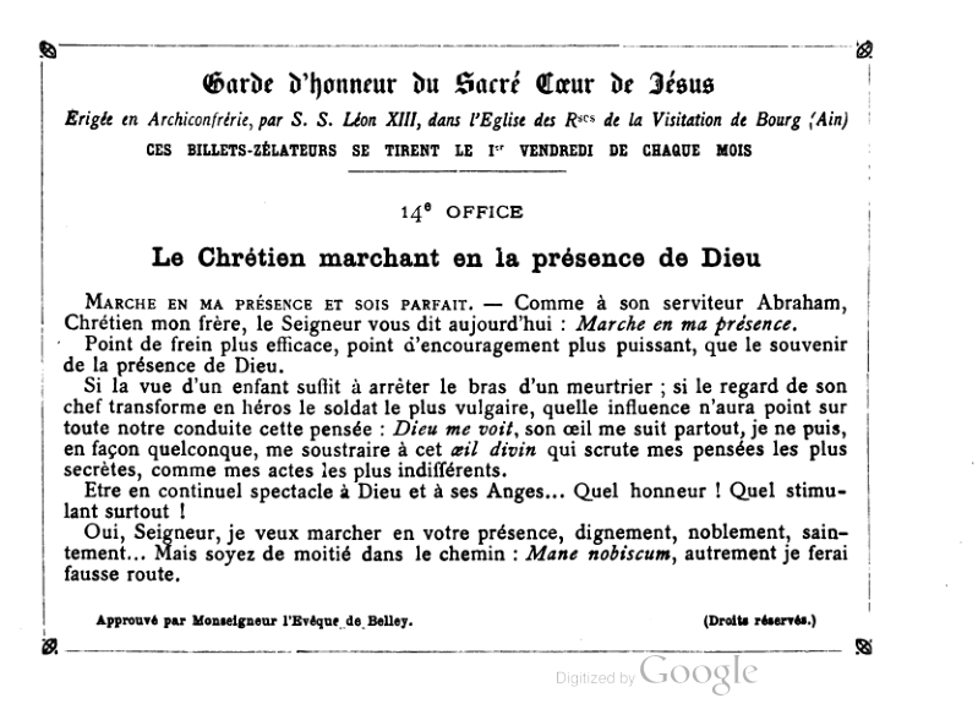 Garde d'honneur du Sacré Cœur de Jésus
Érigée en Archiconfrérie, par S. S. Léon XIII, dans l'Eglise des Rses de la Visitation de Bourg (Ain)
CES BILLETS-ZÉLATEURS SE TIRENT LE Ier VENDREDI DE CHAQUE MOIS
14e OFFICE
Le Chrétien marchant en la présence de Dieu
MARCHE EN MA PRÉSENCE ET SOIS PARFAIT. — Comme à son serviteur Abraham,
Chrétien mon frère, le Seigneur vous dit aujourd'hui : Marche en ma présence.
Point de frein plus efficace, point d'encouragement plus puissant, que le souvenir
de la présence de Dieu.
Si la vue d'un enfant suffit à arrêter le bras d'un meurtrier ; si le regard de son
chef transforme en héros le soldat le plus vulgaire, quelle influence n'aura point sur
toute notre conduite cette pensée : Dieu me voit, son œil me suit partout, je ne puis,
en façon quelconque, me soustraire à cet œil divin qui scrute mes pensées les plus
secrètes, comme mes actes les plus indifférents.
Etre en continuel spectacle à Dieu et à ses Anges... Quel honneur ! Quel stimu-
lant surtout !
Oui, Seigneur, je veux marcher en votre présence, dignement, noblement, sain-
tement... Mais soyez de moitié dans le chemin : Mane nobiscum, autrement je ferai
fausse route.
Approuvé par Monseigneur l'Evêque de Belley. (Droits réservés.)
Digitized by Google